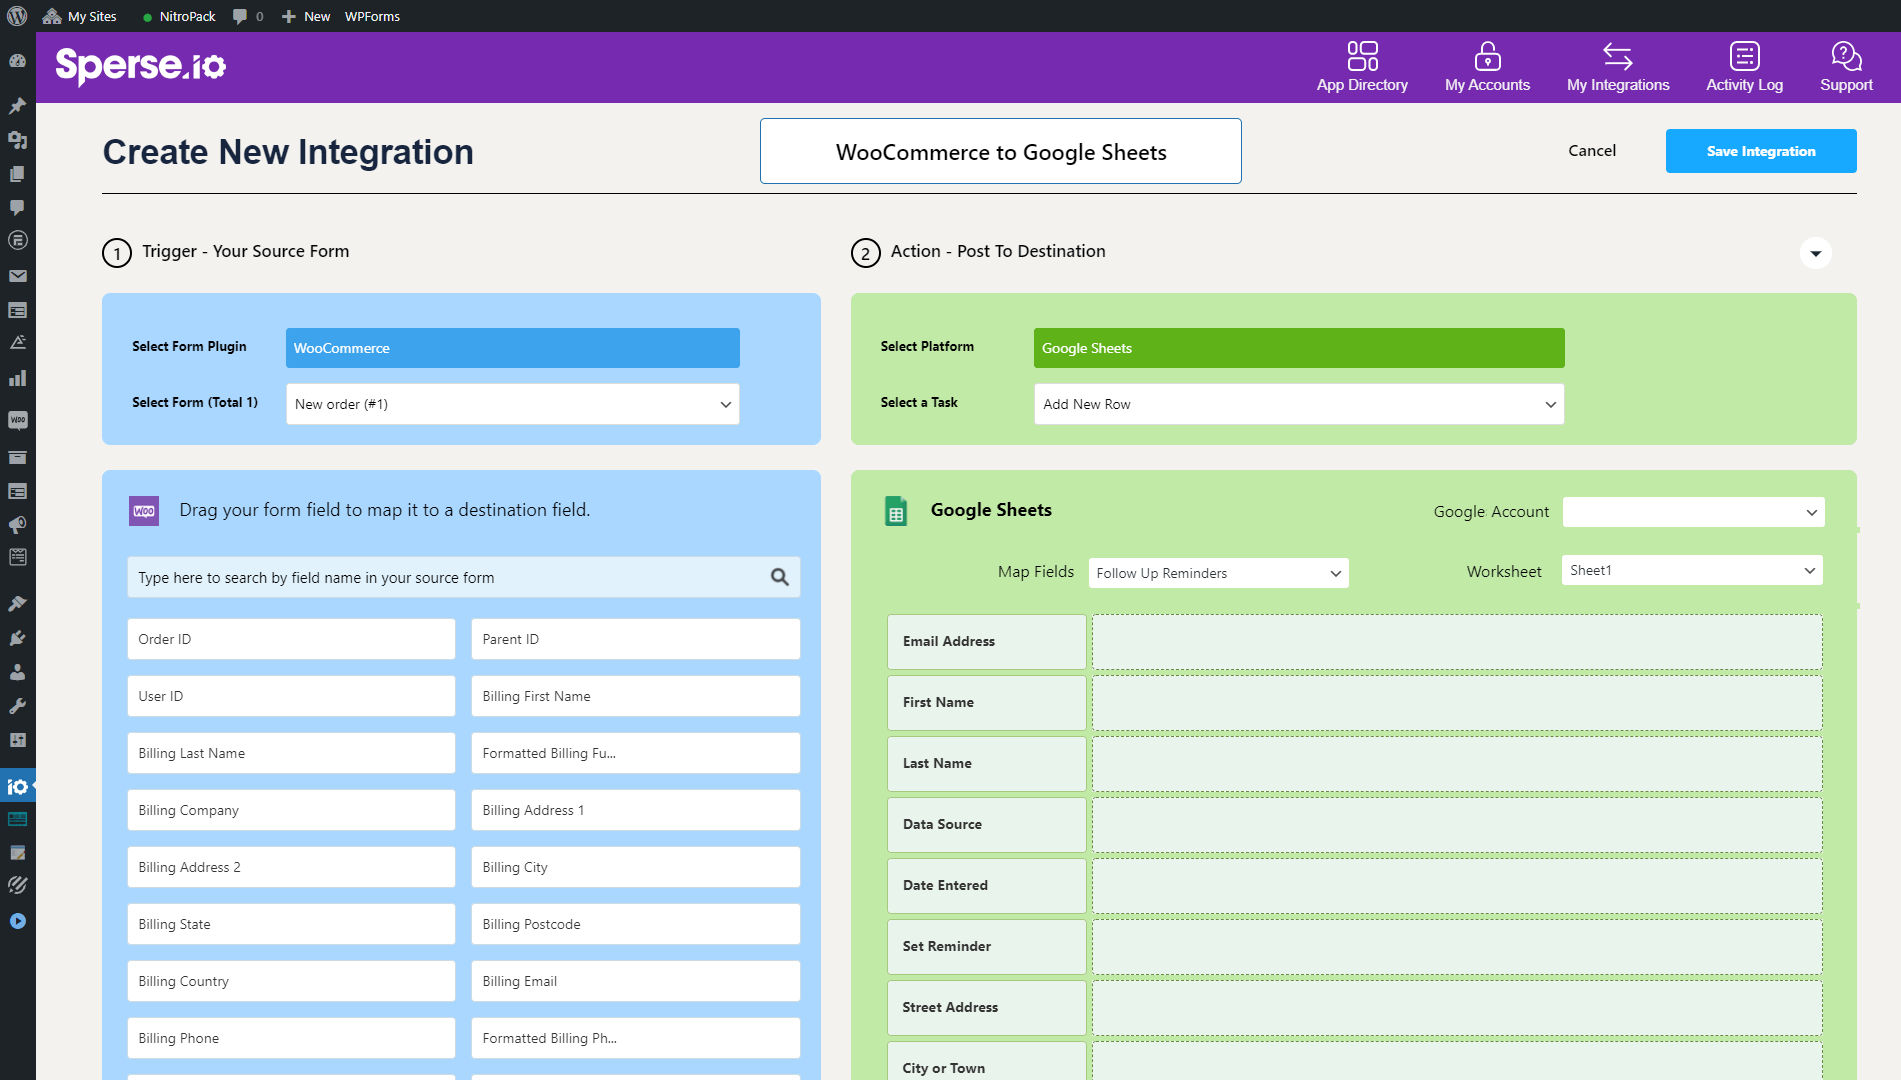 My Sites
NitroPack
0
New
WPForms
Sperse.io
App Directory
My Accounts
My Integrations
Activity Log
Support
Create New Integration
WooCommerce to Google Sheets
Cancel
Save Integration
1 Trigger - Your Source Form
2 Action - Post To Destination
Select Form Plugin
WooCommerce
Select Form (Total 1)
New order (#1)
Select Platform
Google Sheets
Select a Task
Add New Row
Woo
Drag your form field to map it to a destination field.
Type here to search by field name in your source form
Order ID
Parent ID
User ID
Billing First Name
Billing Last Name
Formatted Billing Fu...
Billing Company
Billing Address 1
Billing Address 2
Billing City
Billing State
Billing Postcode
Billing Country
Billing Email
Billing Phone
Formatted Billing Ph...
Google Sheets
Google Account
Map Fields
Follow Up Reminders
Worksheet
Sheet1
Email Address
First Name
Last Name
Data Source
Date Entered
Set Reminder
Street Address
City or Town
Woo
io